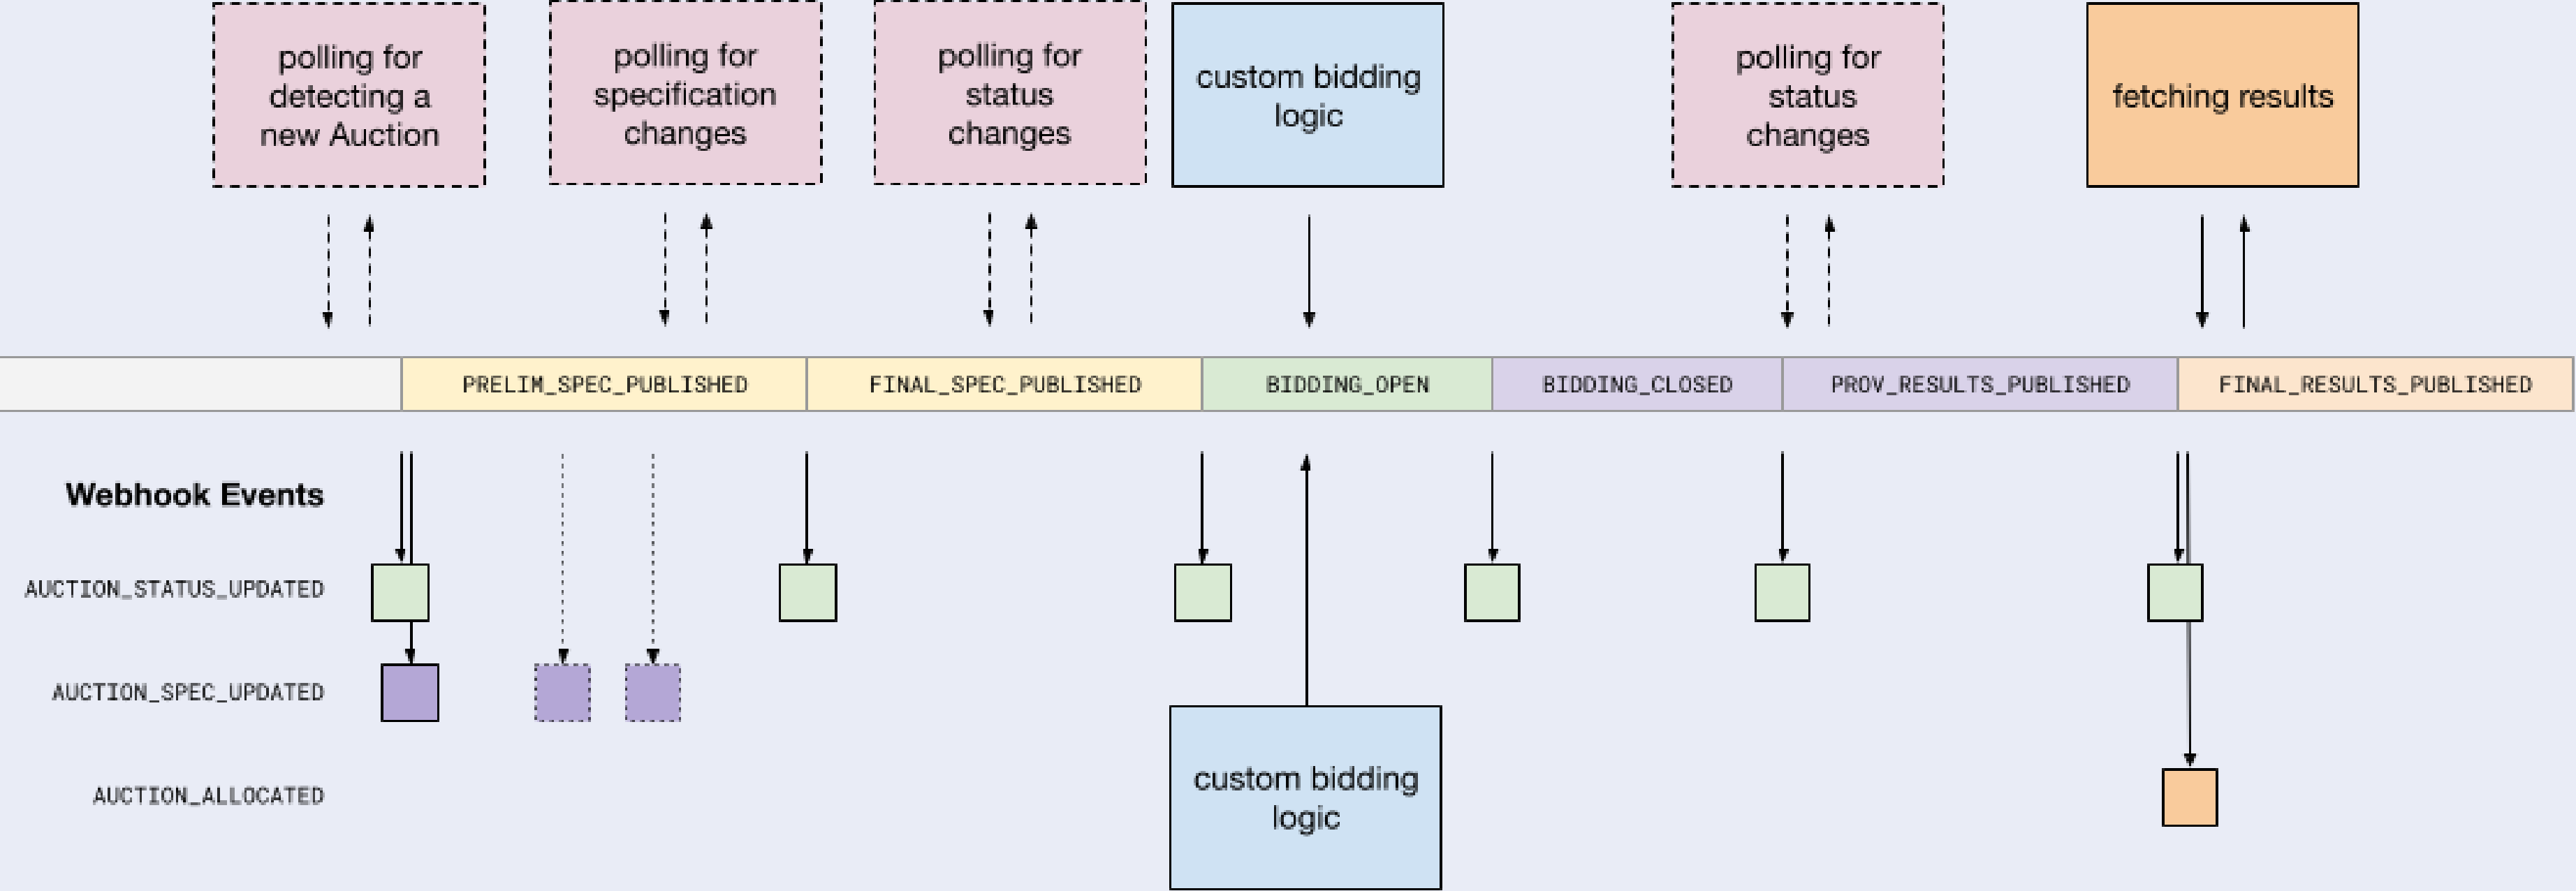 polling for
detecting a
new Auction
polling for
specification
changes
polling for
status
changes
custom bidding
logic
polling for
status
changes
fetching results
PRELIM_SPEC_PUBLISHED
FINAL_SPEC_PUBLISHED
BIDDING_OPEN
BIDDING_CLOSED
PROV_RESULTS_PUBLISHED
FINAL_RESULTS_PUBLISHED
Webhook Events
AUCTION_STATUS_UPDATED
AUCTION_SPEC_UPDATED
AUCTION_ALLOCATED
custom bidding
logic